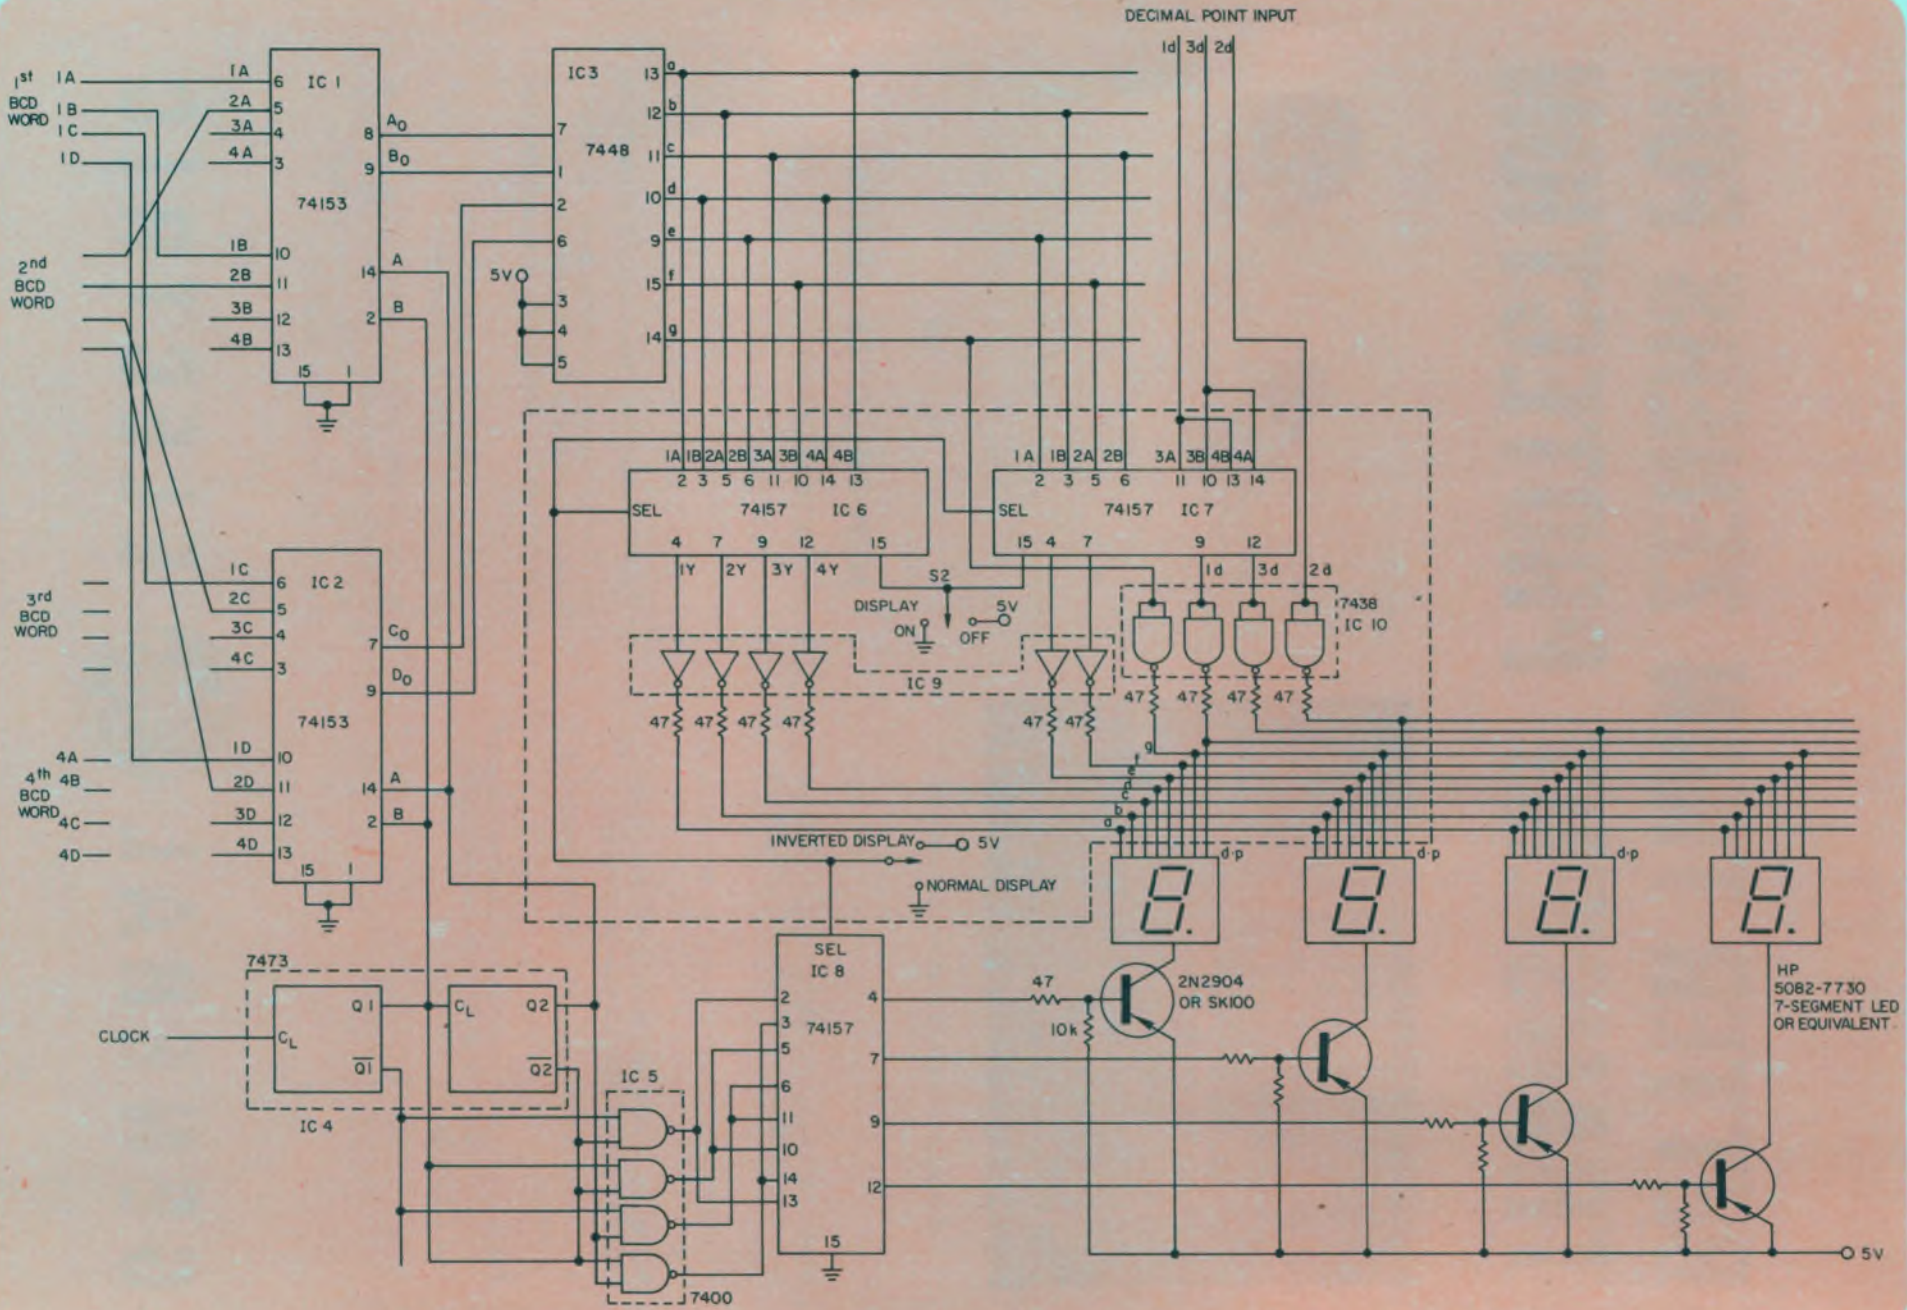 DECIMAL POINT INPUT
1d 3d 2d
1st BCD WORD
1A
1B
1C
1D
2nd BCD WORD
3rd BCD WORD
4th BCD WORD
4A
4B
4C
4D
IC 1
74153
1A 6
2A 5
3A 4
4A 3
1B 10
2B 11
3B 12
4B 13
8 A0
9 B0
14 A
2 B
15 1
IC 2
74153
1C 6
2C 5
3C 4
4C 3
1D 10
2D 11
3D 12
4D 13
7 C0
9 D0
14 A
2 B
15 1
IC3
7448
7
1
2
6
5V
3
4
5
13 a
12 b
11 c
10 d
9 e
15 f
14 g
1A 1B 2A 2B 3A 3B 4A 4B
2 3 5 6 11 10 14 13
SEL 74157 IC 6
4 7 9 12 15
1Y 2Y 3Y 4Y
1A 1B 2A 2B 3A 3B 4B 4A
2 3 5 6 11 10 13 14
SEL 74157 IC 7
15 4 7 9 12
1d 3d 2d
S2
DISPLAY
ON
OFF
5V
7438
IC 10
IC 9
47 47 47 47
47 47
47 47 47 47
g
f
e
d
c
b
a
INVERTED DISPLAY
5V
NORMAL DISPLAY
d.p
d.p
d.p
8.
8.
8.
8.
7473
CLOCK
CL
Q1
Q1
CL
Q2
Q2
IC 4
IC 5
7400
SEL
IC 8
74157
2
3
5
6
11
10
14
13
15
4
7
9
12
47
10k
2N2904
OR SK100
HP
5082-7730
7-SEGMENT LED
OR EQUIVALENT
5V